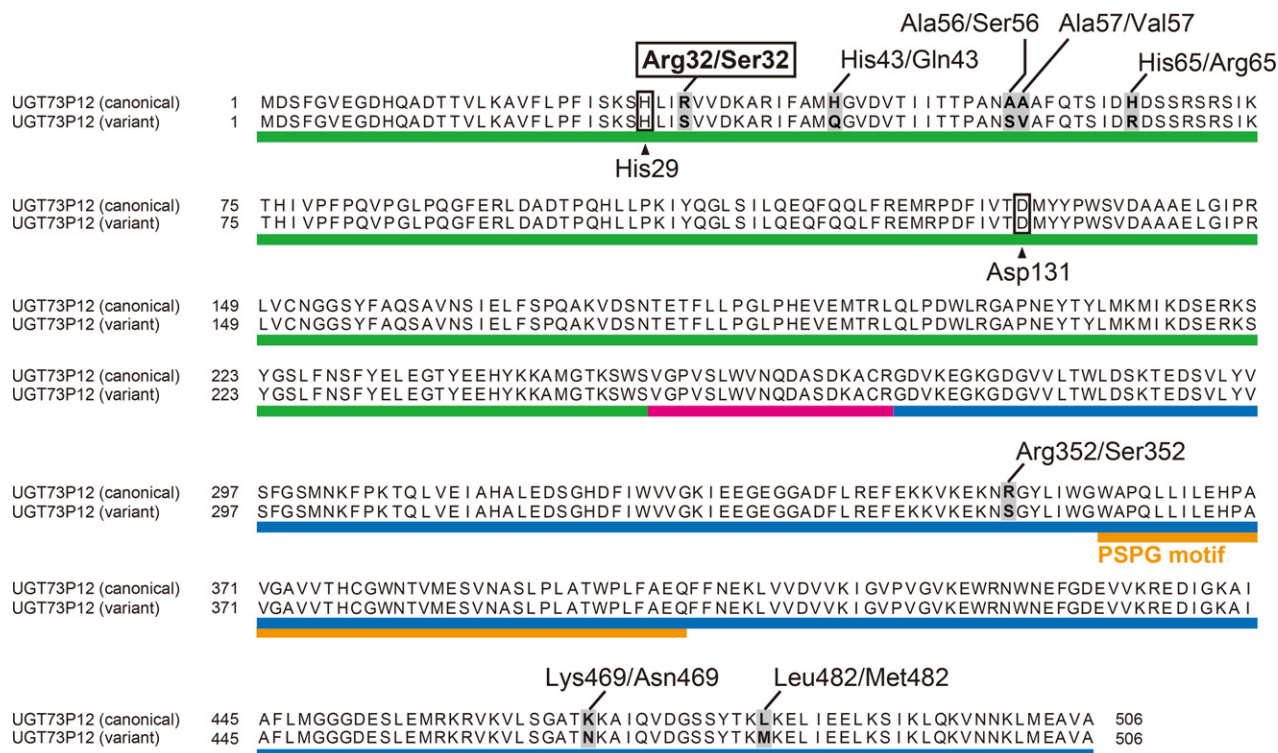 Ala56/Ser56 Ala57/Val57
Arg32/Ser32 His43/Gln43 His65/Arg65
UGT73P12 (canonical) 1 MDSFGVEGDHQADTTVLKAVFLPFISKSHLIRVVDKARIFAMHGVDVTIITTPANAAAFQTSIDHDSSRSRSIK
UGT73P12 (variant) 1 MDSFGVEGDHQADTTVLKAVFLPFISKSHLISVVDKARIFAMQGVDVTIITTPANSVAFQTSIDRDSSRSRSIK
His29
UGT73P12 (canonical) 75 THIVPFPQVPGLPQGFERLDADTPQHLLPKIYQGLSILQEQFQQLFREMRPDFIVTDMYYPWSVDAAAELGIPR
UGT73P12 (variant) 75 THIVPFPQVPGLPQGFERLDADTPQHLLPKIYQGLSILQEQFQQLFREMRPDFIVTDMYYPWSVDAAAELGIPR
Asp131
UGT73P12 (canonical) 149 LVCNGGSYFAQSAVNSIELFSPQAKVDSNTETFLLPGLPHEVEMTRLQLPDWLRGAPNEYTYLMKMIKDSERKS
UGT73P12 (variant) 149 LVCNGGSYFAQSAVNSIELFSPQAKVDSNTETFLLPGLPHEVEMTRLQLPDWLRGAPNEYTYLMKMIKDSERKS
UGT73P12 (canonical) 223 YGSLFNSFYELEGTYEEHYKKAMGTKSWSVGPVSLWVNQDASDKACRGDVKEGKGDGVVLTWLDSKTEDSVLYV
UGT73P12 (variant) 223 YGSLFNSFYELEGTYEEHYKKAMGTKSWSVGPVSLWVNQDASDKACRGDVKEGKGDGVVLTWLDSKTEDSVLYV
Arg352/Ser352
UGT73P12 (canonical) 297 SFGSMNKFPKTQLVEIAHALEDSGHDFIWVVGKIEEGEGGADFLREFEKKVKEKNRGYLIWGWAPQLLILEHPA
UGT73P12 (variant) 297 SFGSMNKFPKTQLVEIAHALEDSGHDFIWVVGKIEEGEGGADFLREFEKKVKEKNSGYLIWGWAPQLLILEHPA
PSPG motif
UGT73P12 (canonical) 371 VGAVVTHCGWNTVMESVNASLPLATWPLFAEQFFNEKLVVDVVKIGVPVGVKEWRNWNEFGDEVVKREDIGKAI
UGT73P12 (variant) 371 VGAVVTHCGWNTVMESVNASLPLATWPLFAEQFFNEKLVVDVVKIGVPVGVKEWRNWNEFGDEVVKREDIGKAI
Lys469/Asn469 Leu482/Met482
UGT73P12 (canonical) 445 AFLMGGGDESLEMRKRVKVLSGATKKAIQVDGSSYTKLKELIEELKSIKLQKVNNKLMEAVA 506
UGT73P12 (variant) 445 AFLMGGGDESLEMRKRVKVLSGATNKAIQVDGSSYTKMKELIEELKSIKLQKVNNKLMEAVA 506